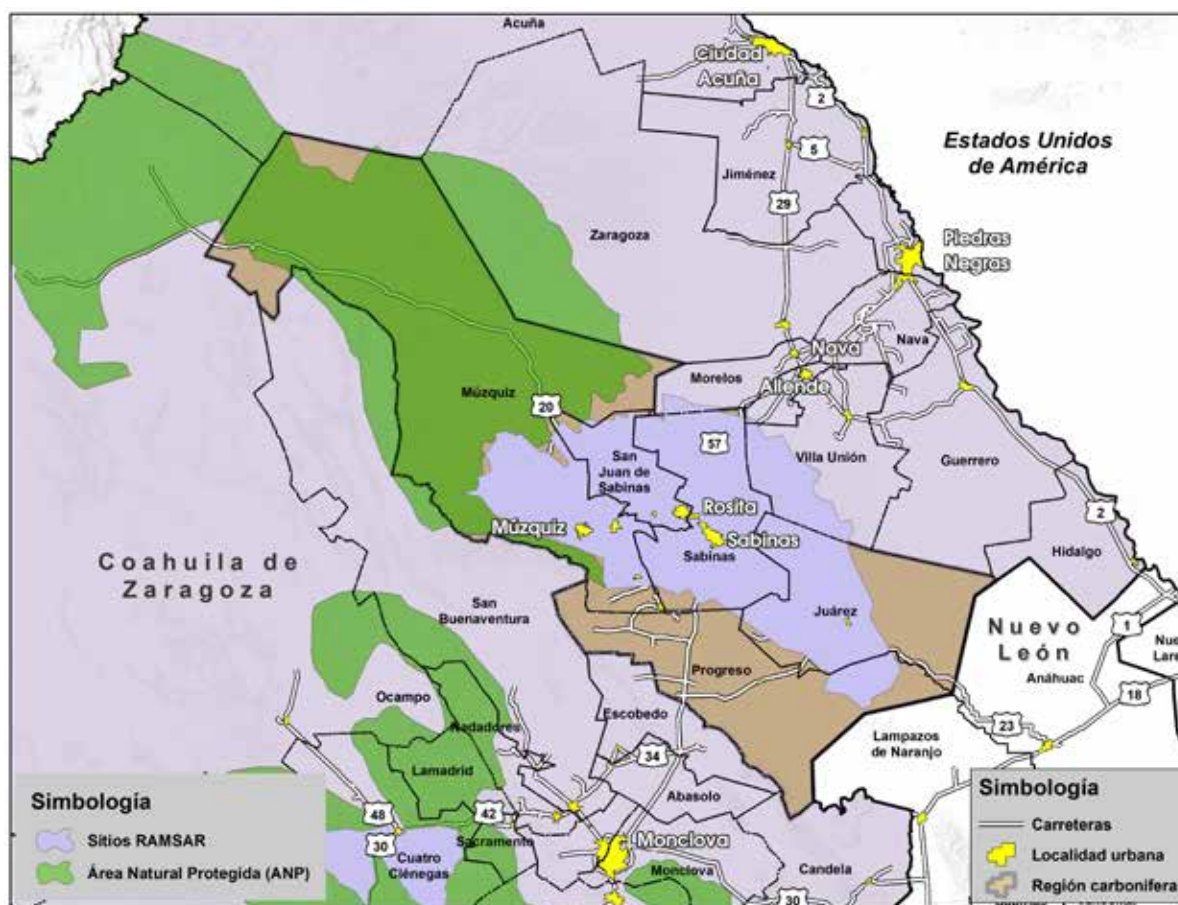 Acuña
Ciudad
Acuña
2
Estados Unidos
de América
5
Jiménez
29
Zaragoza
Piedras
Negras
Nava
Nava
Morelos
Allende
Múzquiz
20
57
San
Juan de
Sabinas
Villa Unión
Guerrero
2
Rosita
Múzquiz
Sabinas
Sabinas
Hidalgo
Coahuila de
Zaragoza
San
Buenaventura
Juárez
Nuevo
León
1
Anáhuac
18
Progreso
Ocampo
Escobedo
Nadadores
23
Lampazos
de Naranjo
34
Lamadrid
Abasolo
48
42
30
Sacramento
Monclova
Cuatro
Ciénegas
Monclova
Candela
30
Simbología
Sitios RAMSAR
Área Natural Protegida (ANP)
Simbología
Carreteras
Localidad urbana
Región carbonífera